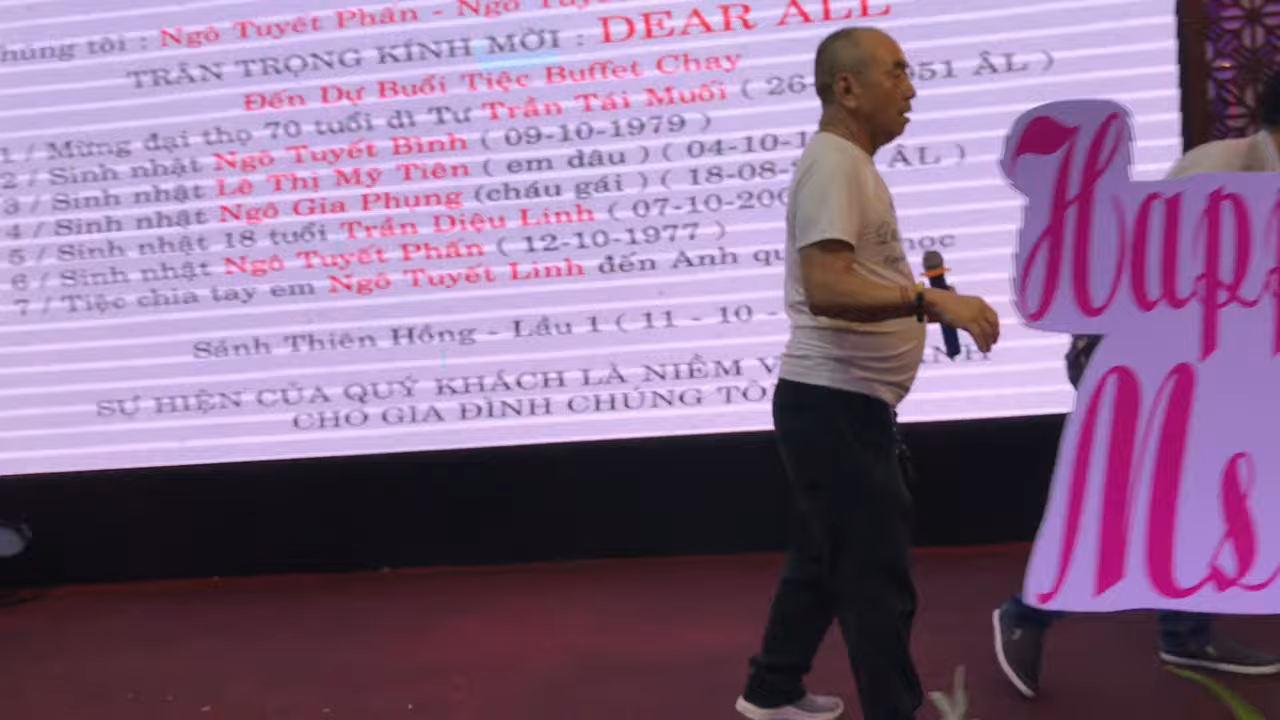 húng tôi : Ngô Tuyết Phấn - Ngô
TRÂN TRỌNG KÍNH MỜI : DEAR ALL
Đến Dự Buổi Tiệc Buffet Chay
1 / Mừng đại thọ 70 tuổi dì Tư Trần Tái Muối ( 26- 51 ÂL )
2 / Sinh nhật Ngô Tuyết Bình ( 09-10-1979 )
3 / Sinh nhật Lê Thị Mỹ Tiên ( em dâu ) ( 04-10-1
4 / Sinh nhật Ngô Gia Phụng (cháu gái ) ( 18-08- ÂL )
5 / Sinh nhật 18 tuổi Trần Diệu Linh ( 07-10-200
6 / Sinh nhật Ngô Tuyết Phấn ( 12-10-1977 )
7 / Tiệc chia tay em Ngô Tuyết Linh đến Anh qu học
Sảnh Thiên Hồng - Lầu 1 ( 11 - 10 -
SỰ HIỆN CỦA QUÝ KHÁCH LÀ NIỀM V NH
CHO GIA ĐÌNH CHÚNG TÔ
Happ
Ms